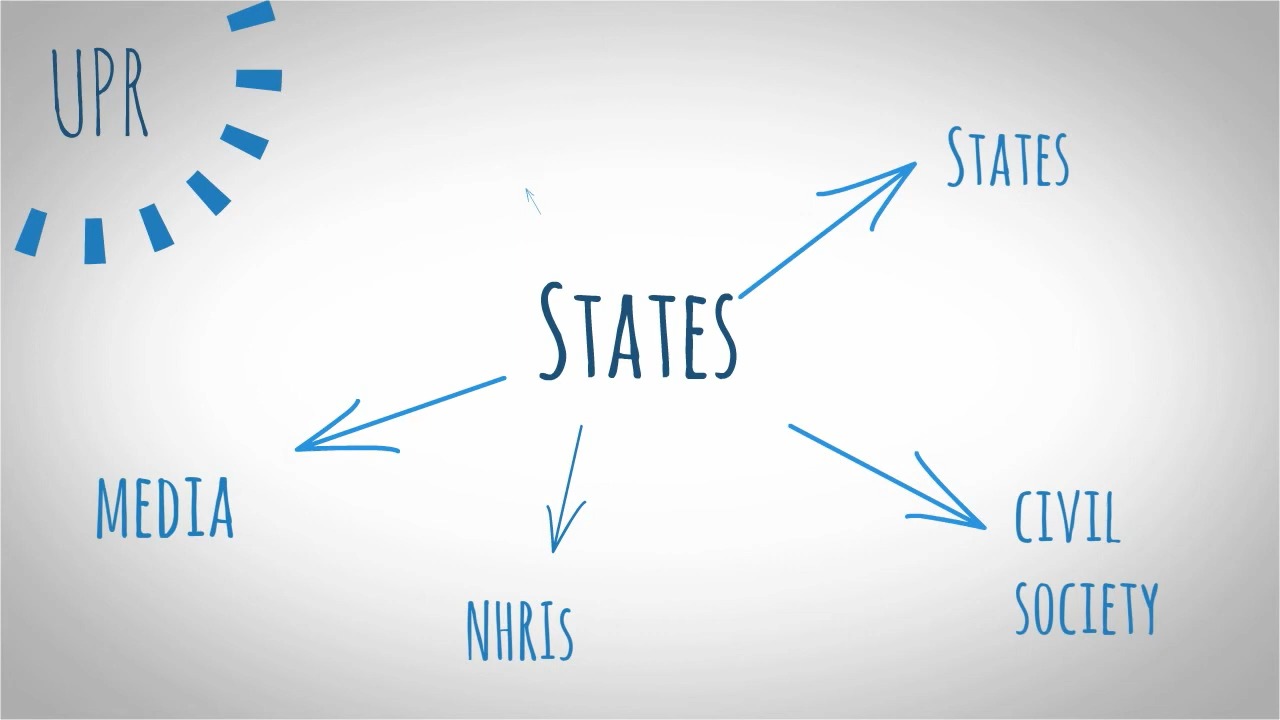 UPR
States
States
MEDIA
CIVIL
SOCIETY
NHRIs